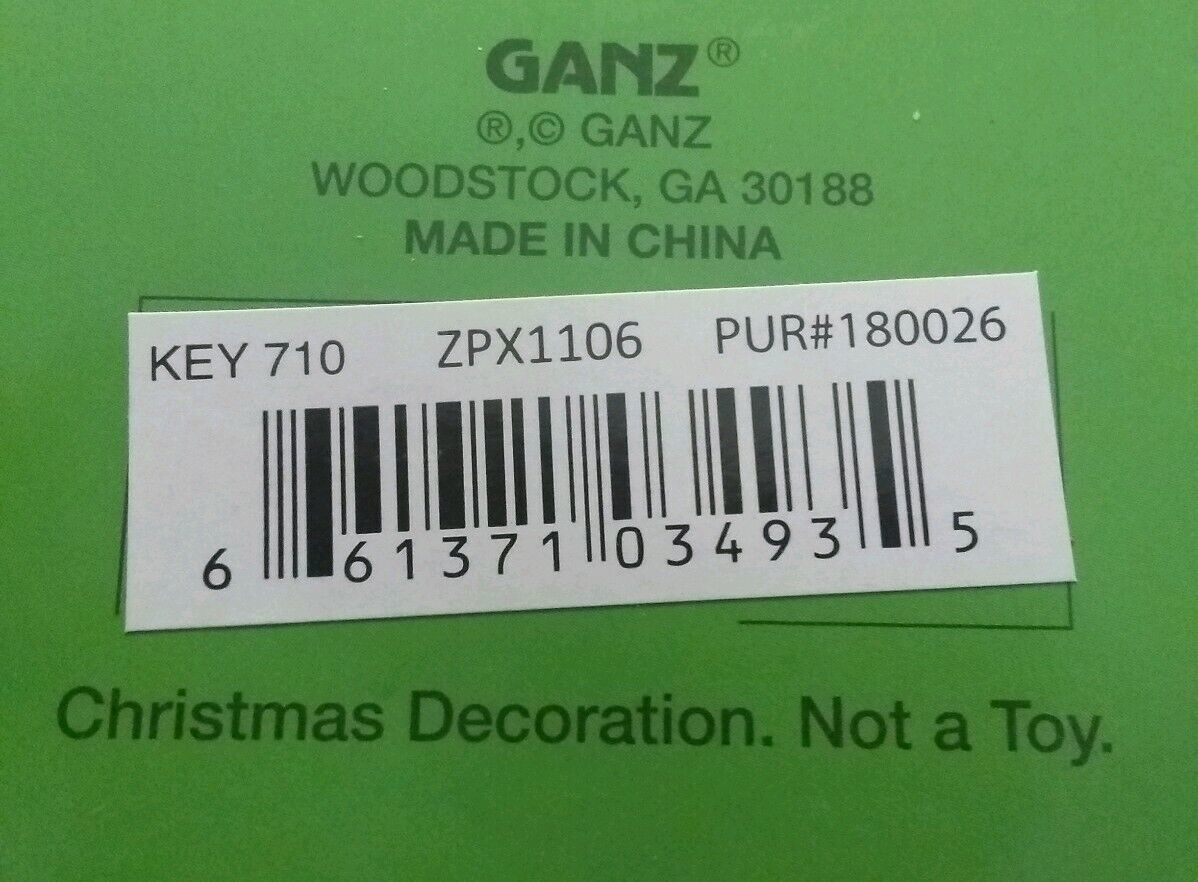 GANZ®
®,© GANZ
WOODSTOCK, GA 30188
MADE IN CHINA
KEY 710 ZPX1106 PUR#180026
6 61371 03493 5
Christmas Decoration. Not a Toy.